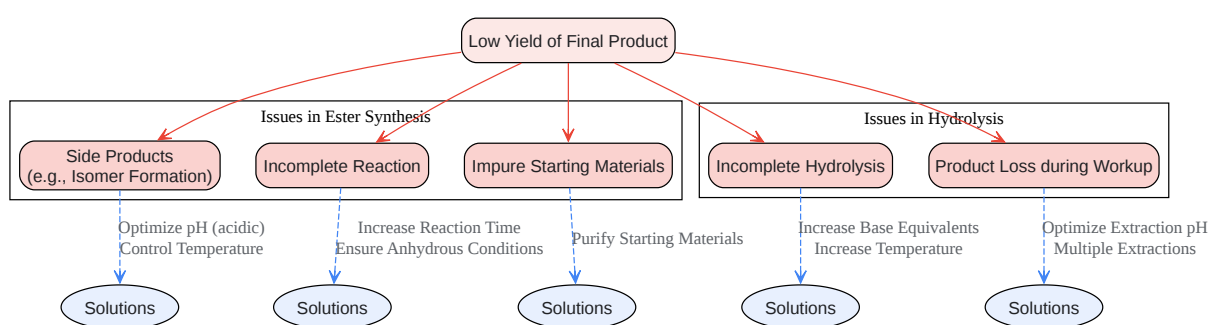 Low Yield of Final Product
Issues in Ester Synthesis
Issues in Hydrolysis
Side Products
(e.g., Isomer Formation)
Incomplete Reaction
Impure Starting Materials
Incomplete Hydrolysis
Product Loss during Workup
Optimize pH (acidic)
Control Temperature
Increase Reaction Time
Ensure Anhydrous Conditions
Purify Starting Materials
Increase Base Equivalents
Increase Temperature
Optimize Extraction pH
Multiple Extractions
Solutions
Solutions
Solutions
Solutions
Solutions